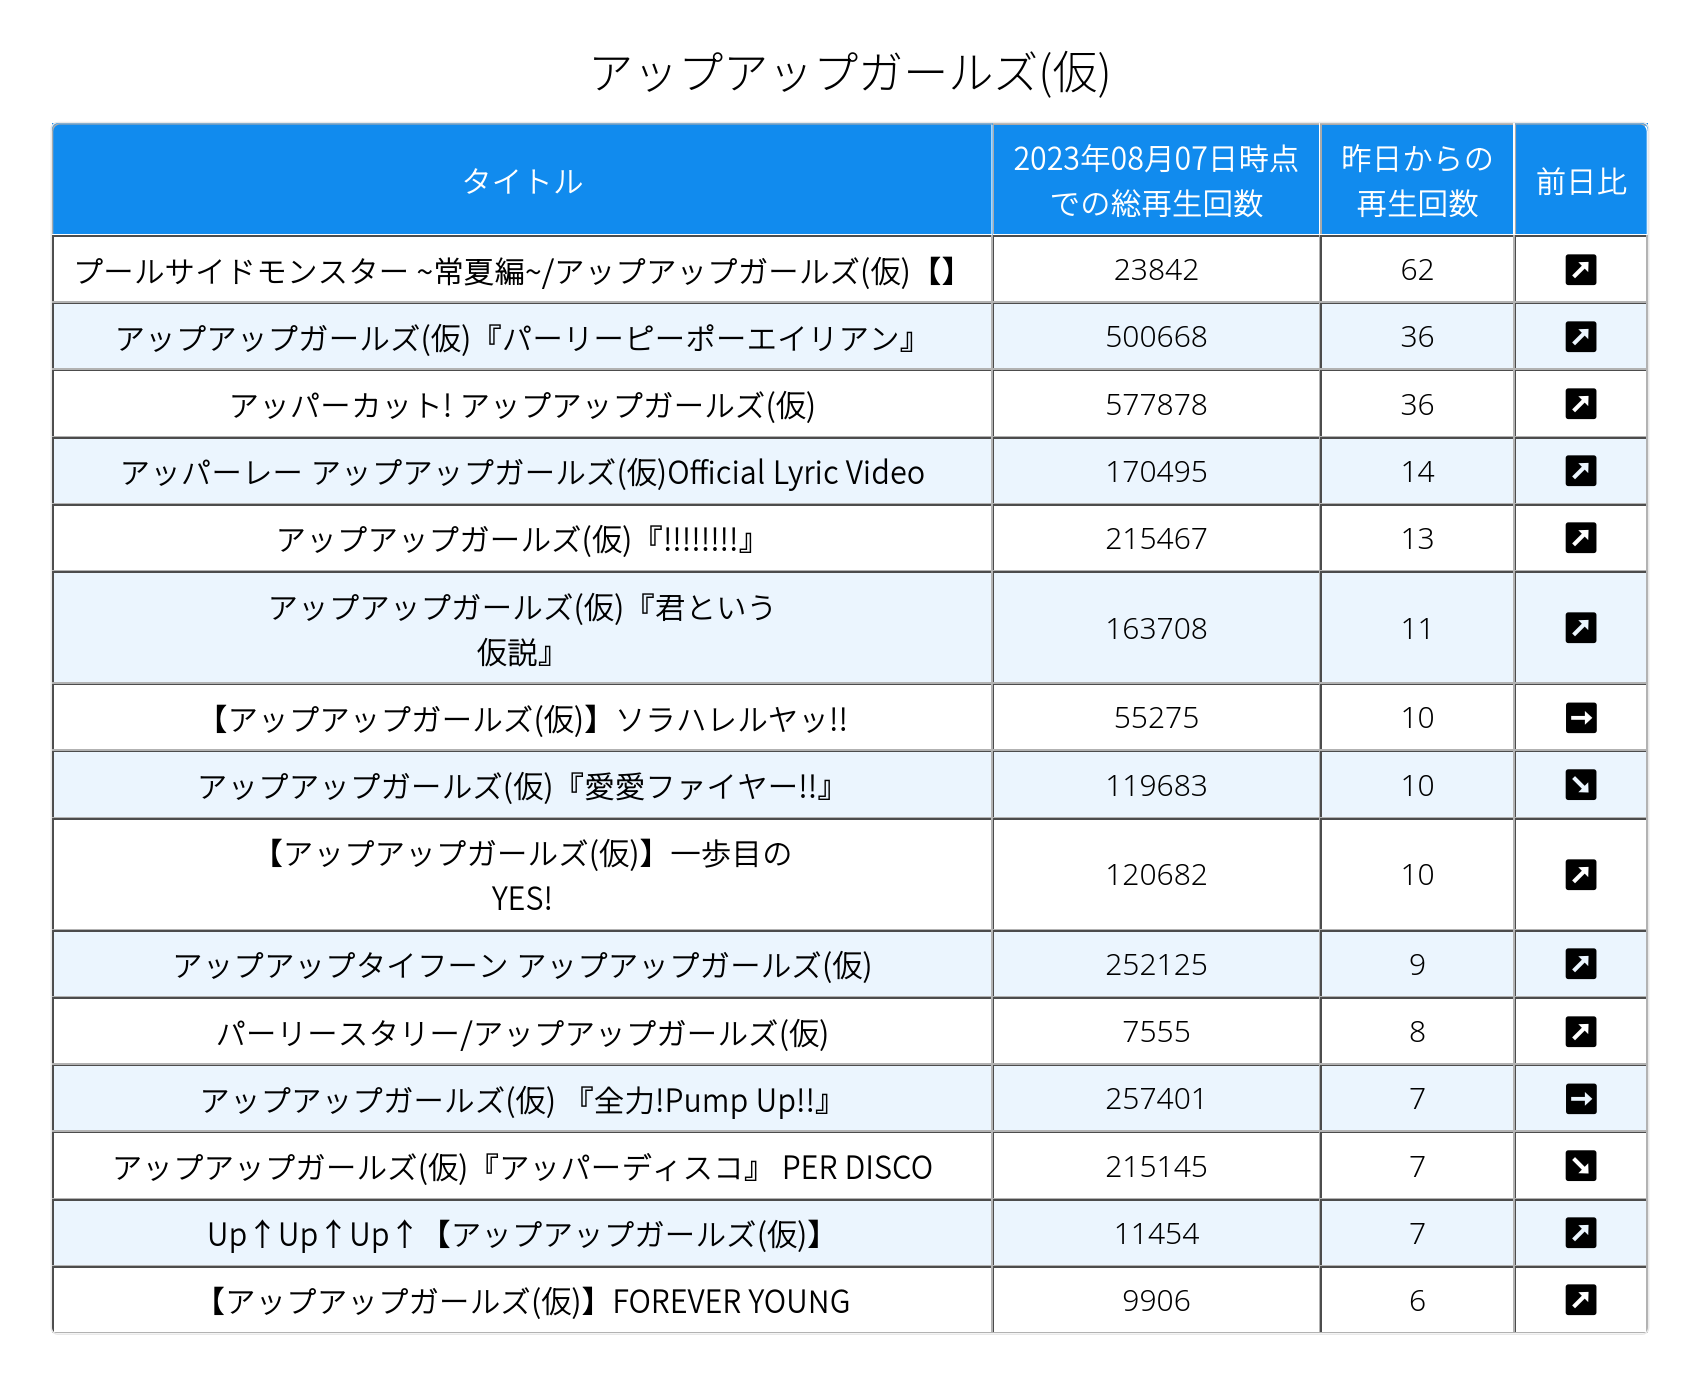 アップアップガールズ(仮)
タイトル 2023年08月07日時点での総再生回数 昨日からの再生回数 前日比
プールサイドモンスター ~常夏編~/アップアップガールズ(仮)【】 23842 62 ↗
アップアップガールズ(仮)『パーリーピーポーエイリアン』 500668 36 ↗
アッパーカット! アップアップガールズ(仮) 577878 36 ↗
アッパーレー アップアップガールズ(仮)Official Lyric Video 170495 14 ↗
アップアップガールズ(仮)『!!!!!!!!』 215467 13 ↗
アップアップガールズ(仮)『君という
仮説』 163708 11 ↗
【アップアップガールズ(仮)】ソラハレルヤッ!! 55275 10 →
アップアップガールズ(仮)『愛愛ファイヤー!!』 119683 10 ↘
【アップアップガールズ(仮)】一歩目の
YES! 120682 10 ↗
アップアップタイフーン アップアップガールズ(仮) 252125 9 ↗
パーリースタリー/アップアップガールズ(仮) 7555 8 ↗
アップアップガールズ(仮) 『全力!Pump Up!!』 257401 7 →
アップアップガールズ(仮)『アッパーディスコ』 PER DISCO 215145 7 ↘
Up↑Up↑Up↑【アップアップガールズ(仮)】 11454 7 ↗
【アップアップガールズ(仮)】FOREVER YOUNG 9906 6 ↗